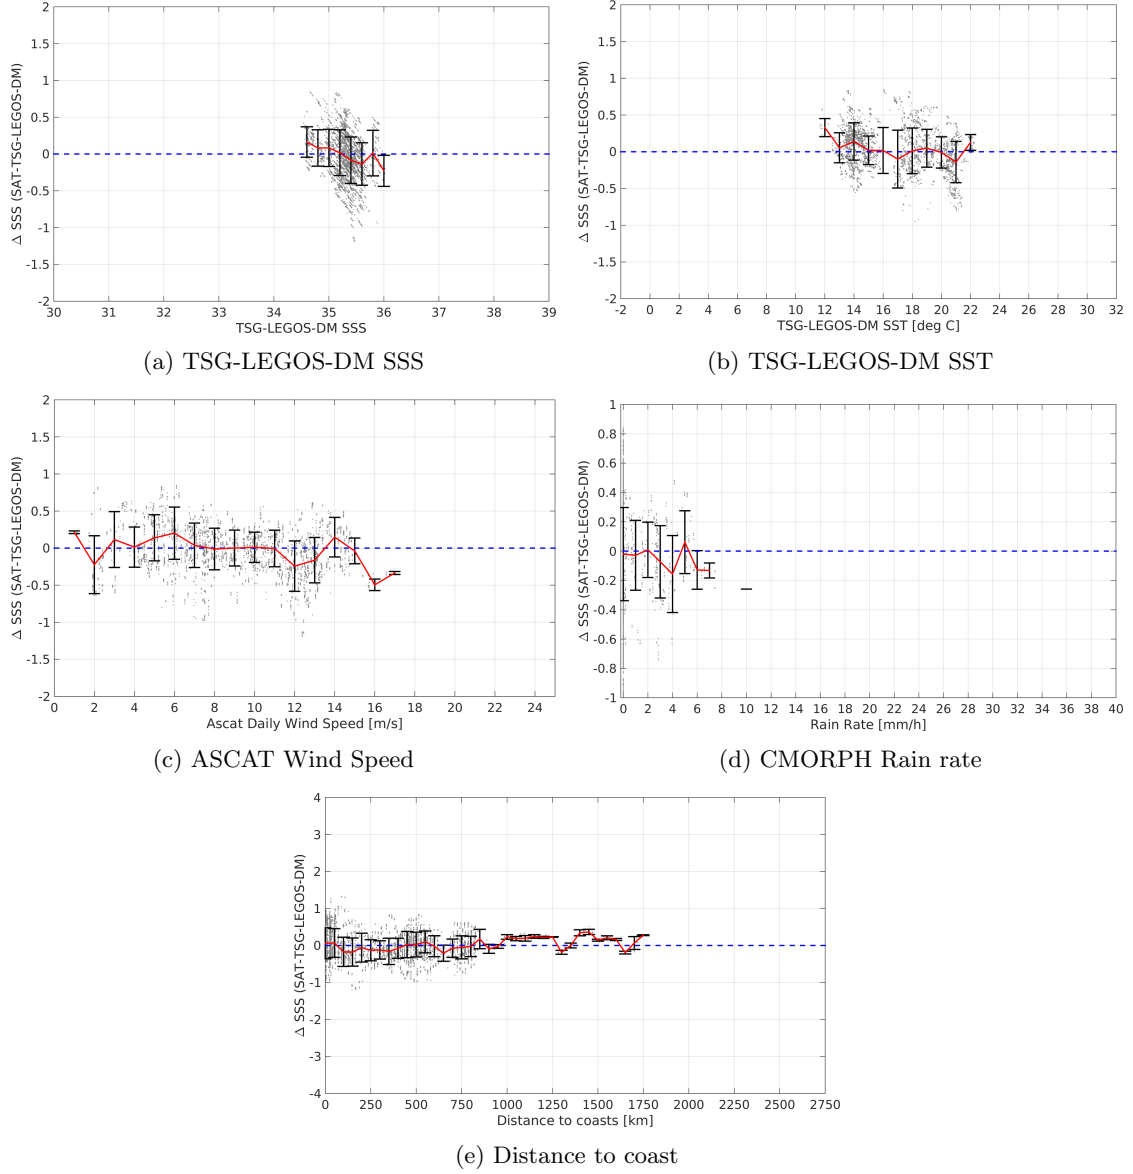 2
1.5
1
0.5
0
-0.5
-1
-1.5
-2
Δ SSS (SAT-TSG-LEGOS-DM)
30 31 32 33 34 35 36 37 38 39
TSG-LEGOS-DM SSS
(a) TSG-LEGOS-DM SSS
2
1.5
1
0.5
0
-0.5
-1
-1.5
-2
Δ SSS (SAT-TSG-LEGOS-DM)
-2 0 2 4 6 8 10 12 14 16 18 20 22 24 26 28 30 32
TSG-LEGOS-DM SST [deg C]
(b) TSG-LEGOS-DM SST
2
1.5
1
0.5
0
-0.5
-1
-1.5
-2
Δ SSS (SAT-TSG-LEGOS-DM)
0 2 4 6 8 10 12 14 16 18 20 22 24
Ascat Daily Wind Speed [m/s]
(c) ASCAT Wind Speed
1
0.8
0.6
0.4
0.2
0
-0.2
-0.4
-0.6
-0.8
-1
Δ SSS (SAT-TSG-LEGOS-DM)
0 2 4 6 8 10 12 14 16 18 20 22 24 26 28 30 32 34 36 38 40
Rain Rate [mm/h]
(d) CMORPH Rain rate
4
3
2
1
0
-1
-2
-3
-4
Δ SSS (SAT-TSG-LEGOS-DM)
0 250 500 750 1000 1250 1500 1750 2000 2250 2500 2750
Distance to coasts [km]
(e) Distance to coast